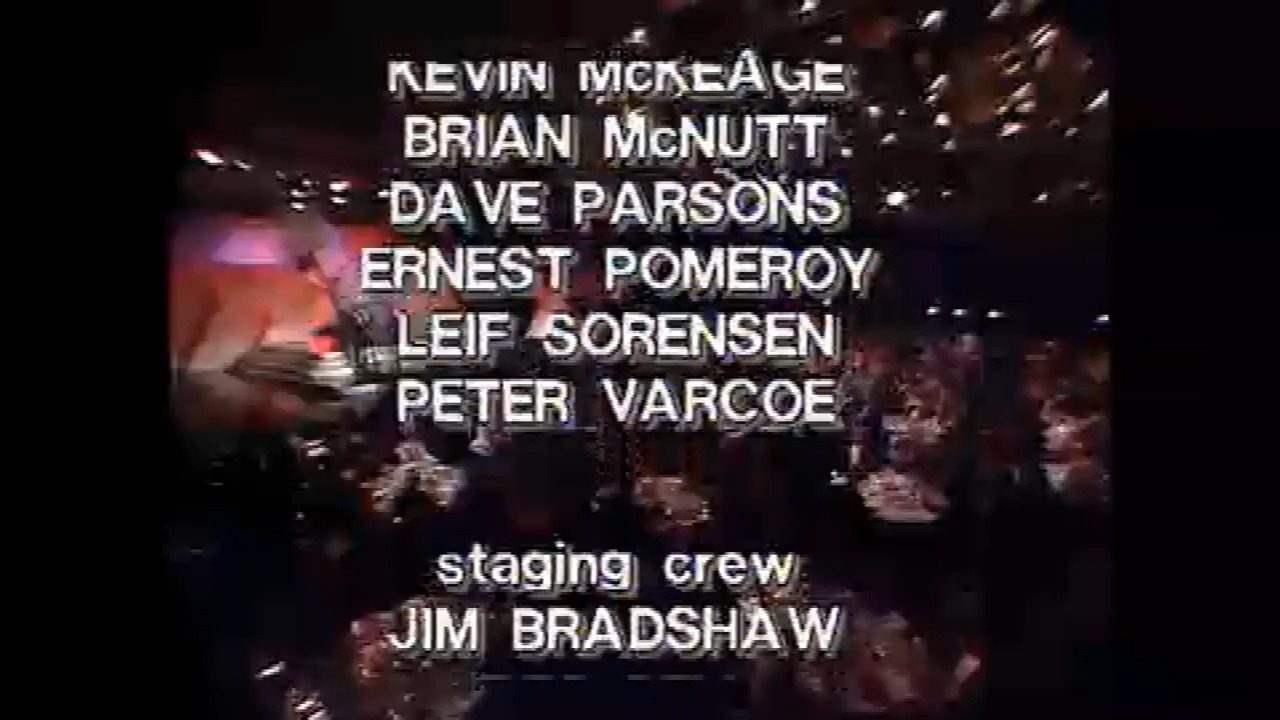 KEVIN McKEAGE
BRIAN McNUTT
DAVE PARSONS
ERNEST POMEROY
LEIF SORENSEN
PETER VARCOE
staging crew
JIM BRADSHAW